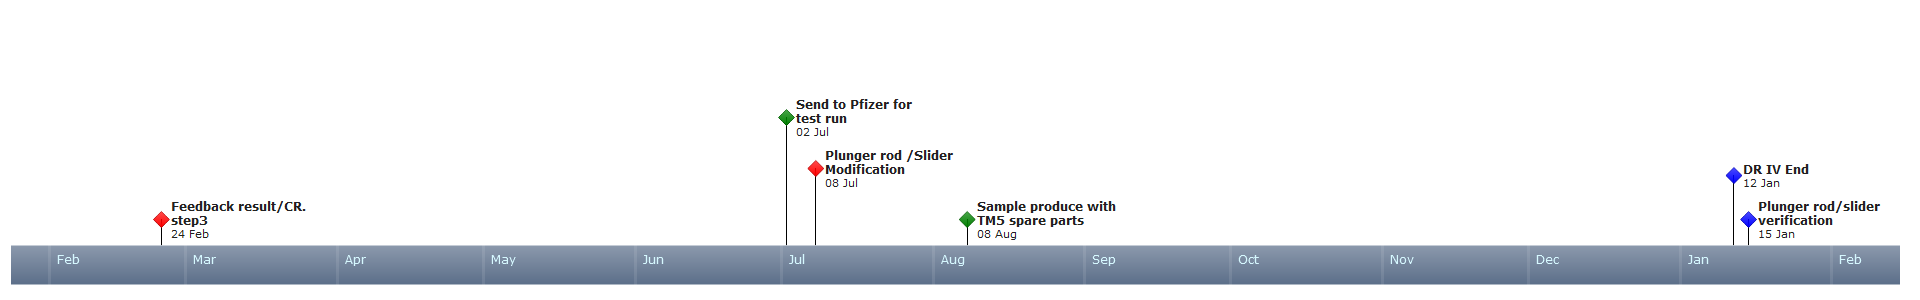 Send to Pfizer for
test run
02 Jul
Plunger rod /Slider
Modification
08 Jul
DR IV End
12 Jan
Feedback result/CR.
step3
24 Feb
Sample produce with
TM5 spare parts
08 Aug
Plunger rod/slider
verification
15 Jan
Feb Mar Apr May Jun Jul Aug Sep Oct Nov Dec Jan Feb